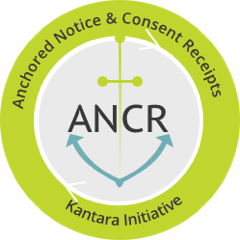 Anchored Notice & Consent Receipts
ANCR
Kantara Initiative